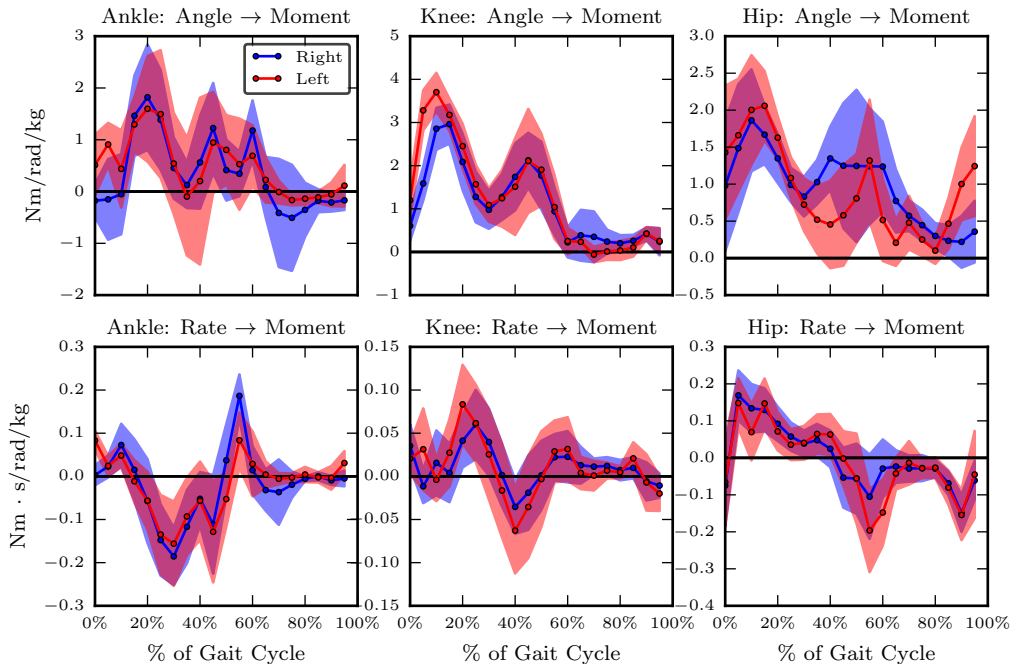 Ankle: Angle → Moment
Knee: Angle → Moment
Hip: Angle → Moment
Nm/rad/kg
3
2
1
0
−1
−2
Right
Left
5
4
3
2
1
0
−1
3.0
2.5
2.0
1.5
1.0
0.5
0.0
−0.5
Ankle: Rate → Moment
Knee: Rate → Moment
Hip: Rate → Moment
Nm · s/rad/kg
0.3
0.2
0.1
0.0
−0.1
−0.2
−0.3
0.15
0.10
0.05
0.00
−0.05
−0.10
−0.15
0.3
0.2
0.1
0.0
−0.1
−0.2
−0.3
−0.4
0% 20% 40% 60% 80% 100%
0% 20% 40% 60% 80% 100%
0% 20% 40% 60% 80% 100%
% of Gait Cycle
% of Gait Cycle
% of Gait Cycle